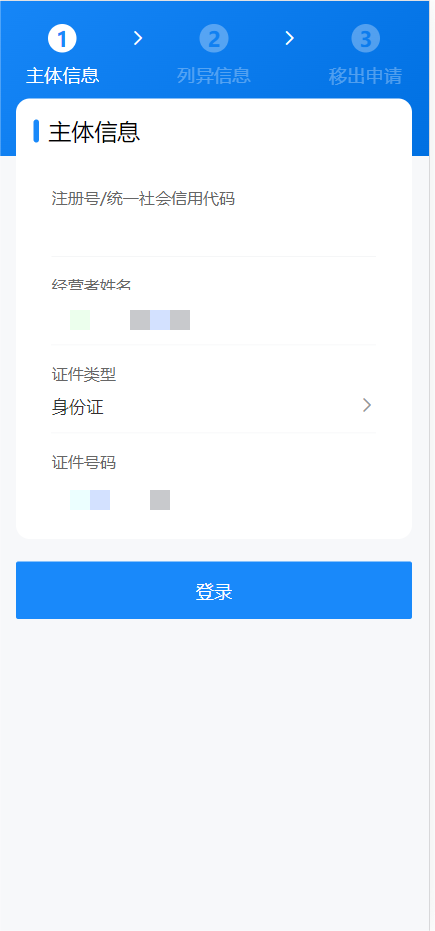 1
2
3
主体信息
列异信息
移出申请
主体信息
注册号/统一社会信用代码
经营者姓名
证件类型
身份证
证件号码
登录